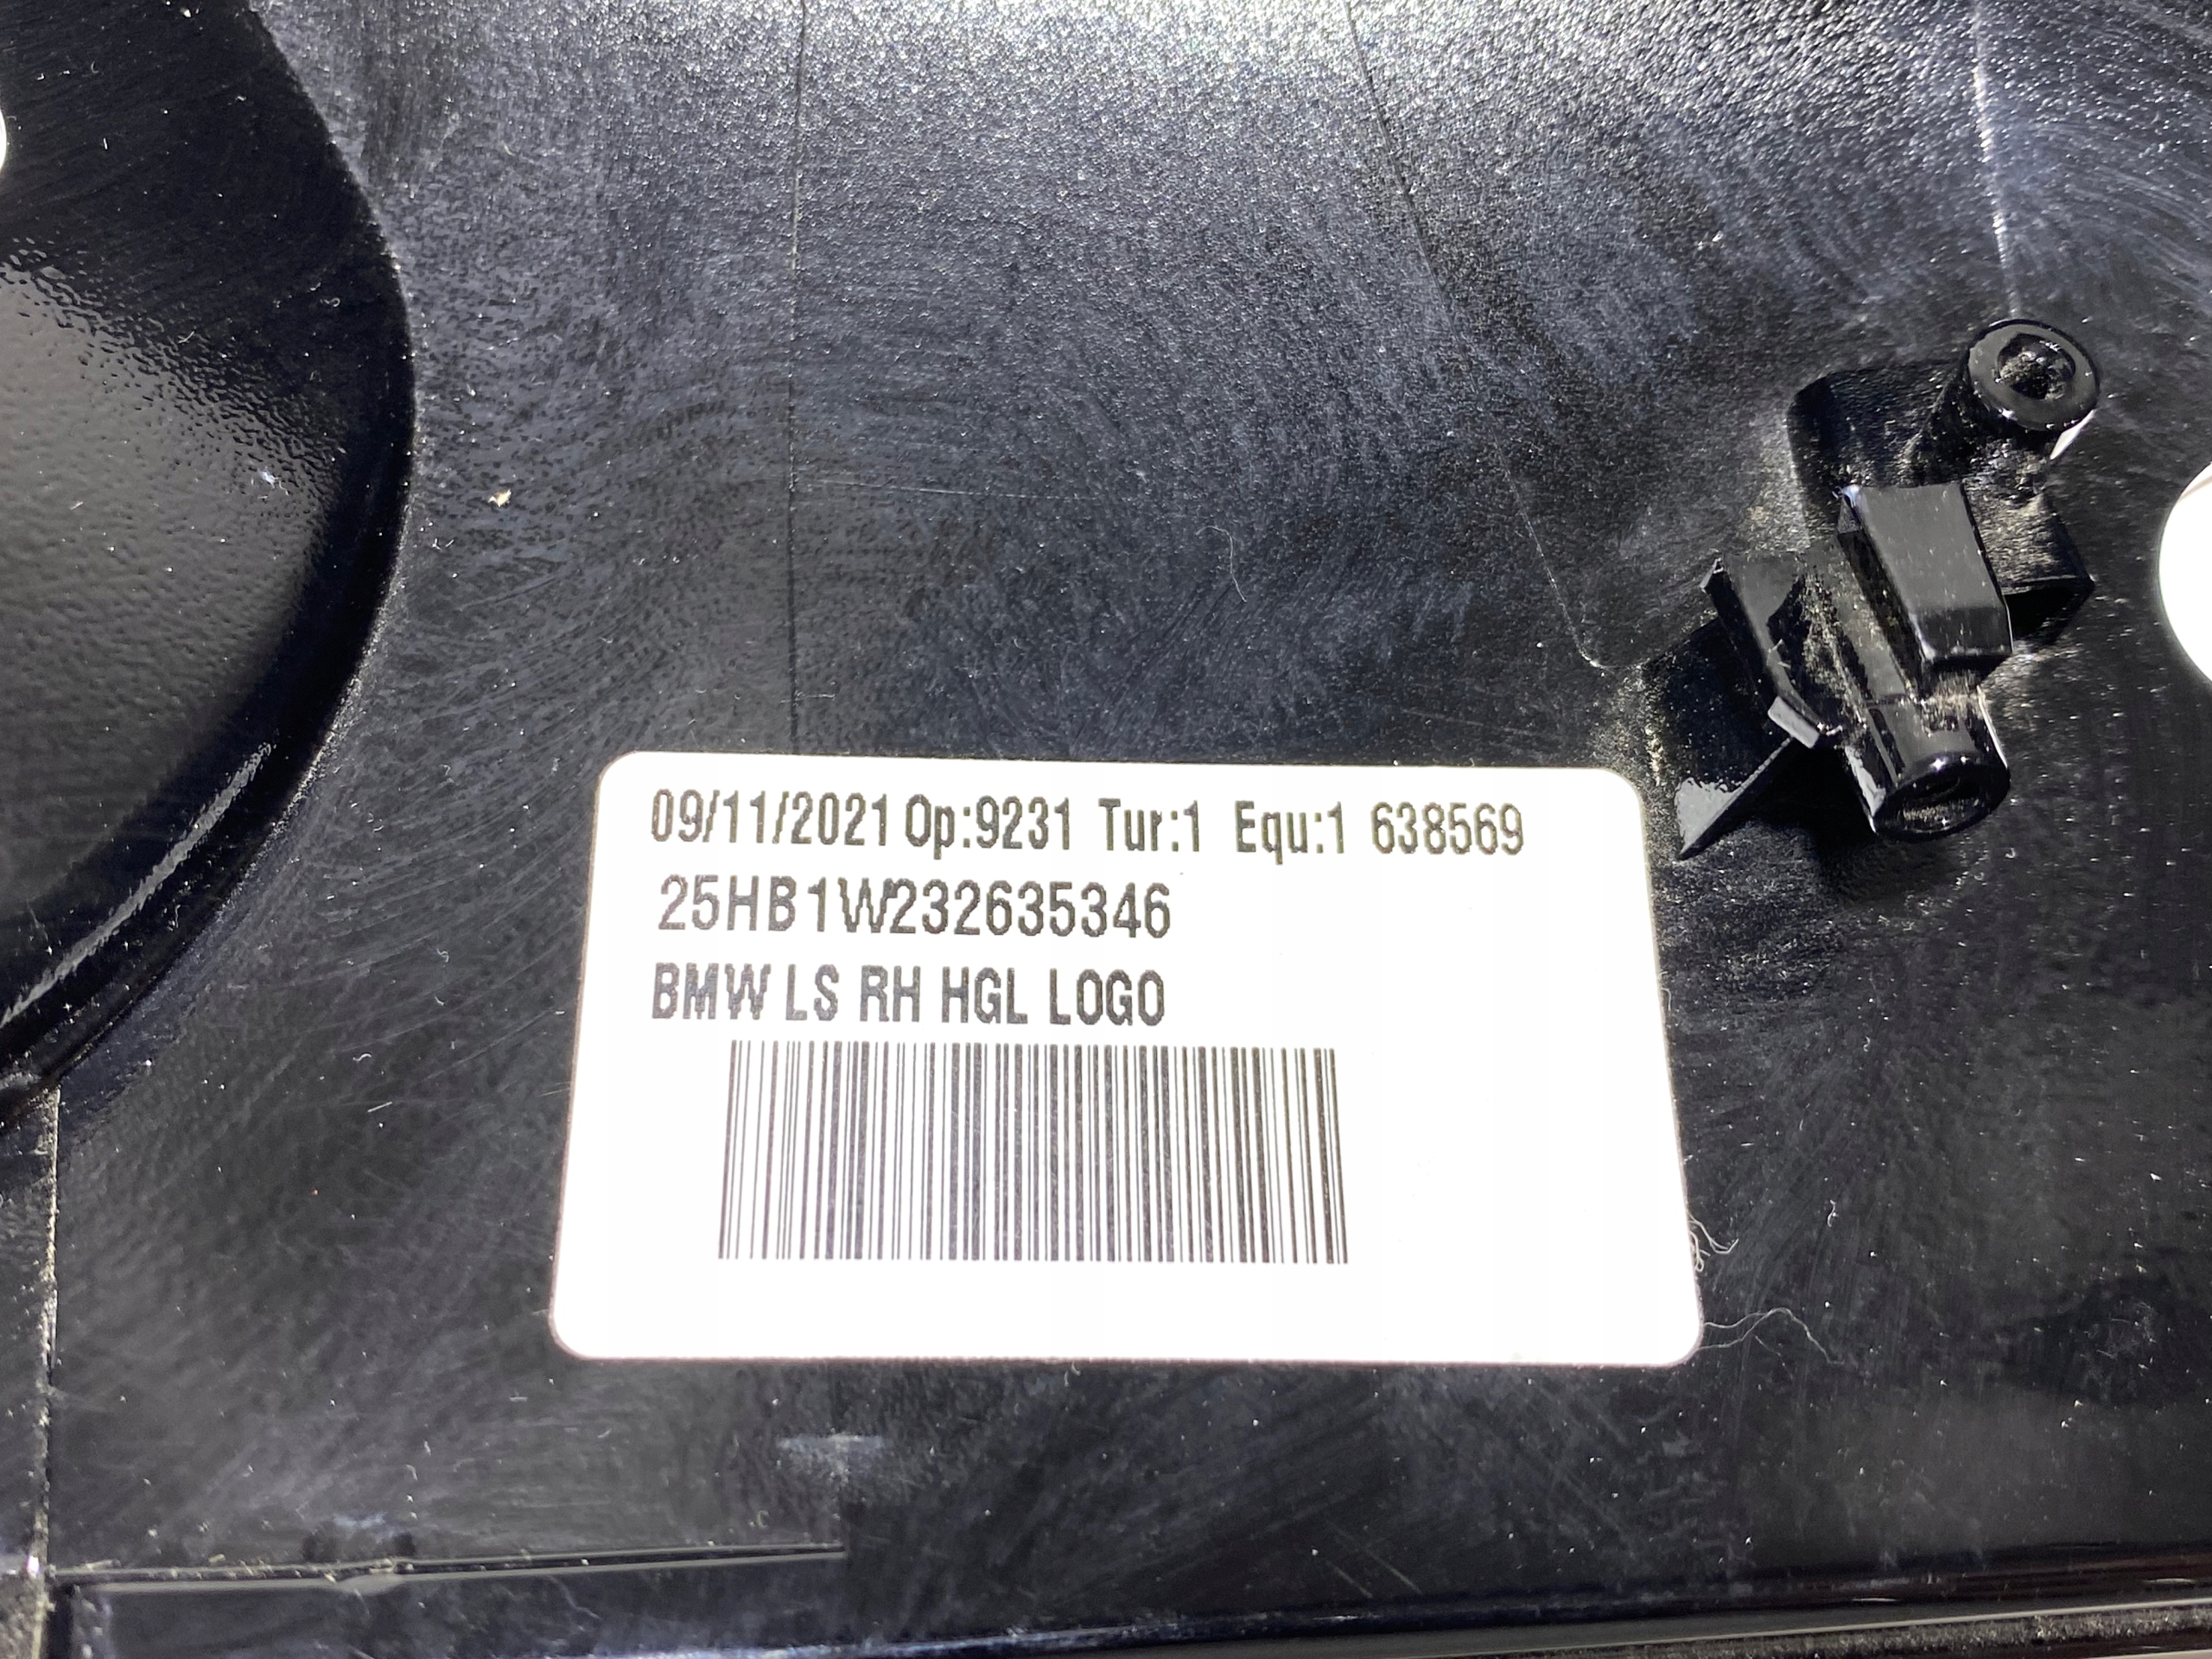 09/11/2021 Op:9231 Tur:1 Equ:1 638569
25HB1W232635346
BMW LS RH HGL LOGO